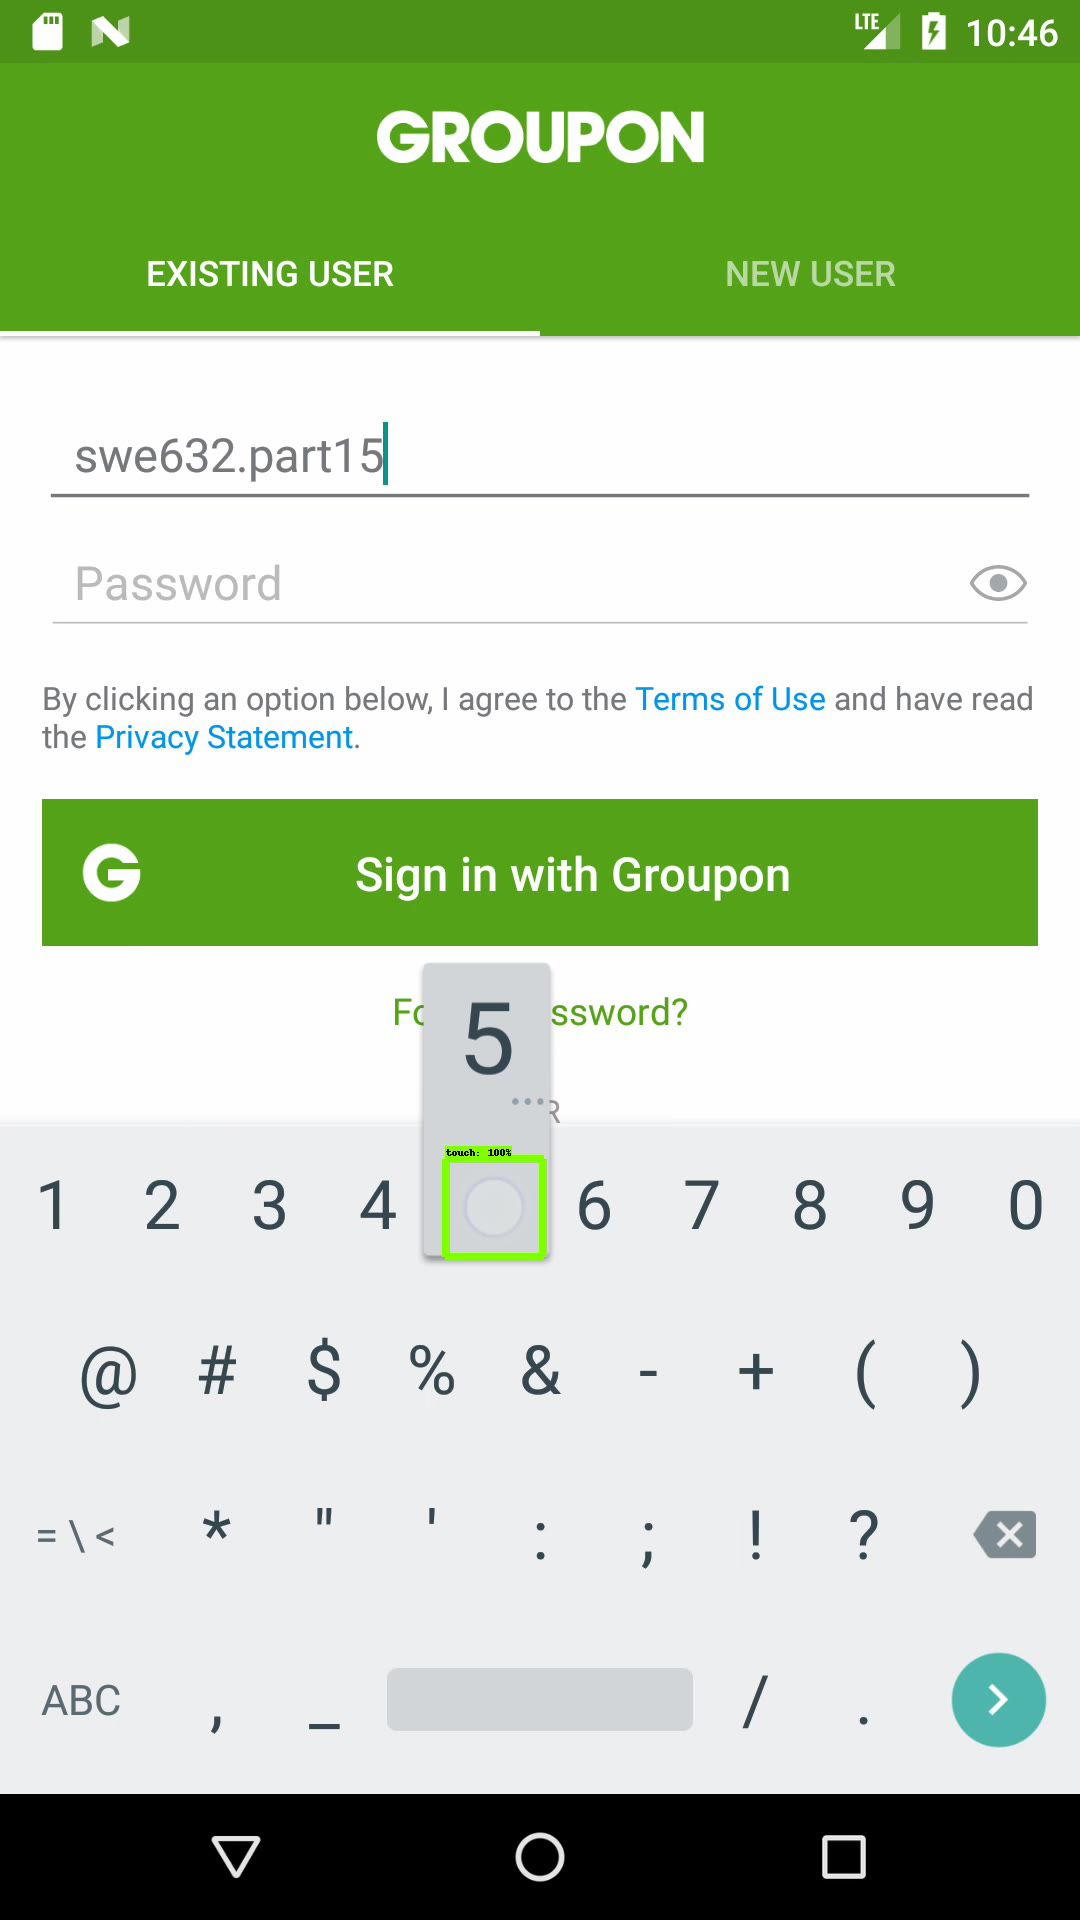 LTE 10:46
GROUPON
EXISTING USER NEW USER
swe632.part15
Password
By clicking an option below, I agree to the Terms of Use and have read
the Privacy Statement.
G Sign in with Groupon
5
Fo ssword?
R
touch: 100%
1 2 3 4 6 7 8 9 0
@ # $ % & - + ( )
= \ < * " ' : ; ! ?
ABC , _ / .